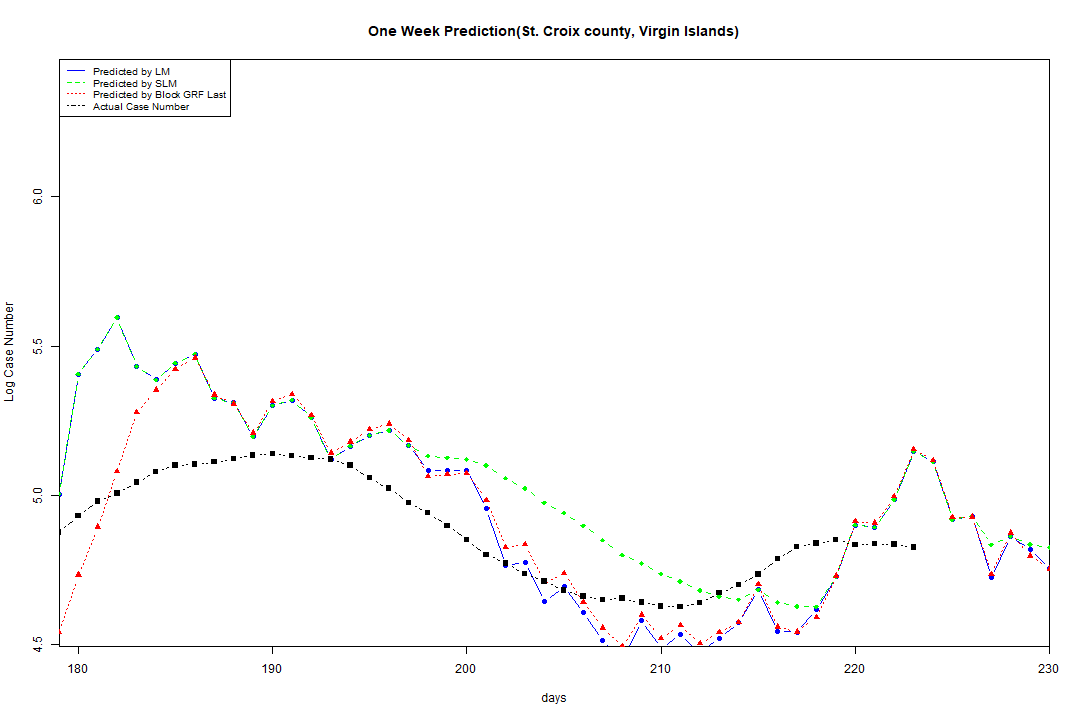 One Week Prediction(St. Croix county, Virgin Islands)
Predicted by LM
Predicted by SLM
Predicted by Block GRF Last
Actual Case Number
6.0
5.5
5.0
4.5
Log Case Number
180 190 200 210 220 230
days